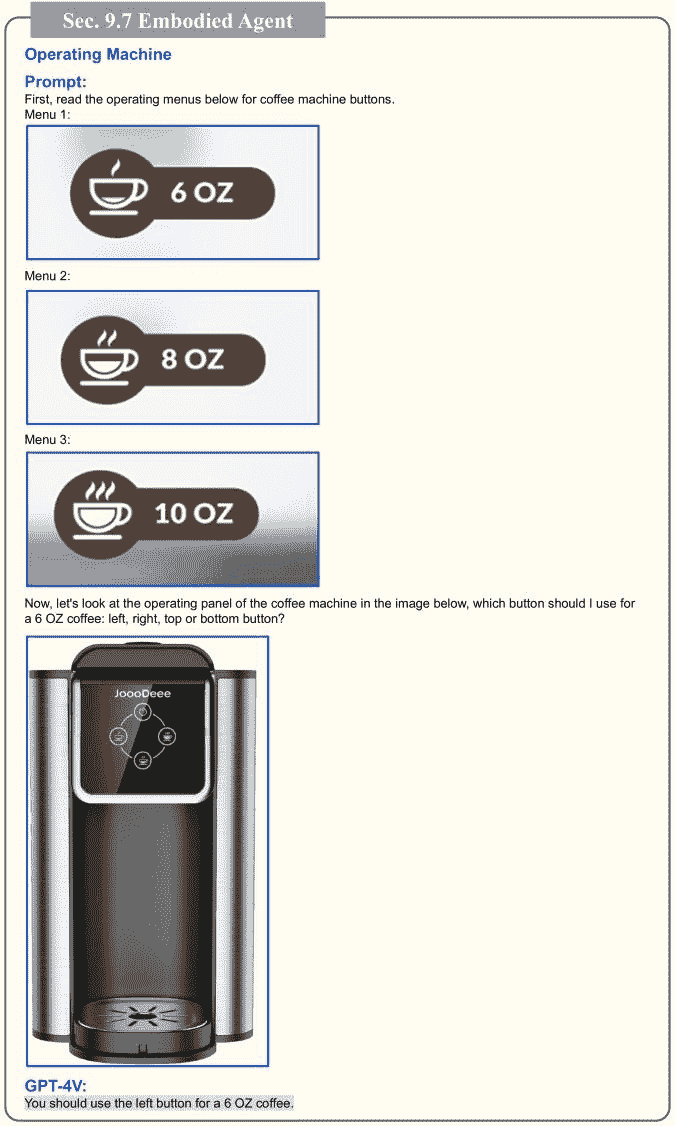 Sec. 9.7 Embodied Agent
Operating Machine
Prompt:
First, read the operating menus below for coffee machine buttons.
Menu 1:
6 OZ
Menu 2:
8 OZ
Menu 3:
10 OZ
Now, let's look at the operating panel of the coffee machine in the image below, which button should I use for
a 6 OZ coffee: left, right, top or bottom button?
JoooDeee
GPT-4V:
You should use the left button for a 6 OZ coffee.